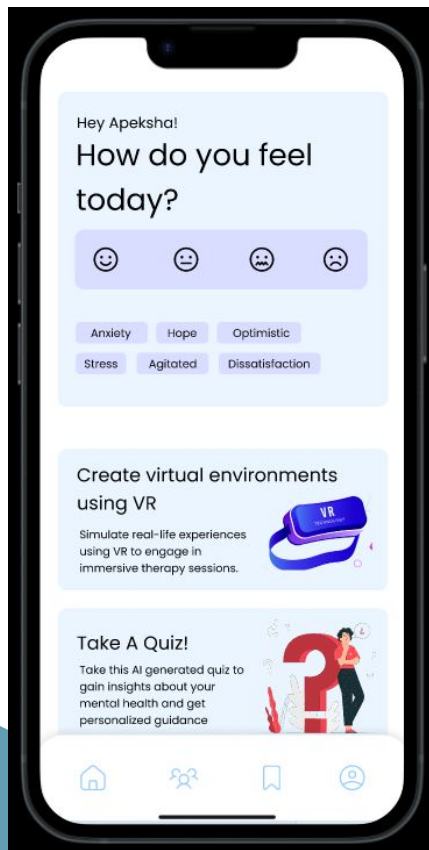 Hey Apeksha!
How do you feel
today?
Anxiety Hope Optimistic
Stress Agitated Dissatisfaction
Create virtual environments
using VR
Simulate real-life experiences
using VR to engage in
immersive therapy sessions.
VR
TECHNOLOGY
Take A Quiz!
Take this AI generated quiz to
gain insights about your
mental health and get
personalized guidance